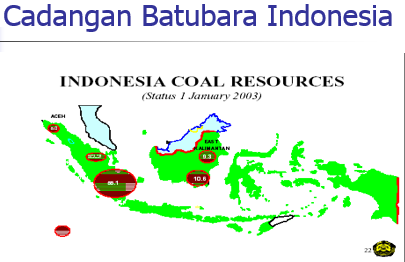 Cadangan Batubara Indonesia
INDONESIA COAL RESOURCES
(Status 1 January 2003)
ACEH
EAST
KALIMANTAN
9.3
10.6
22